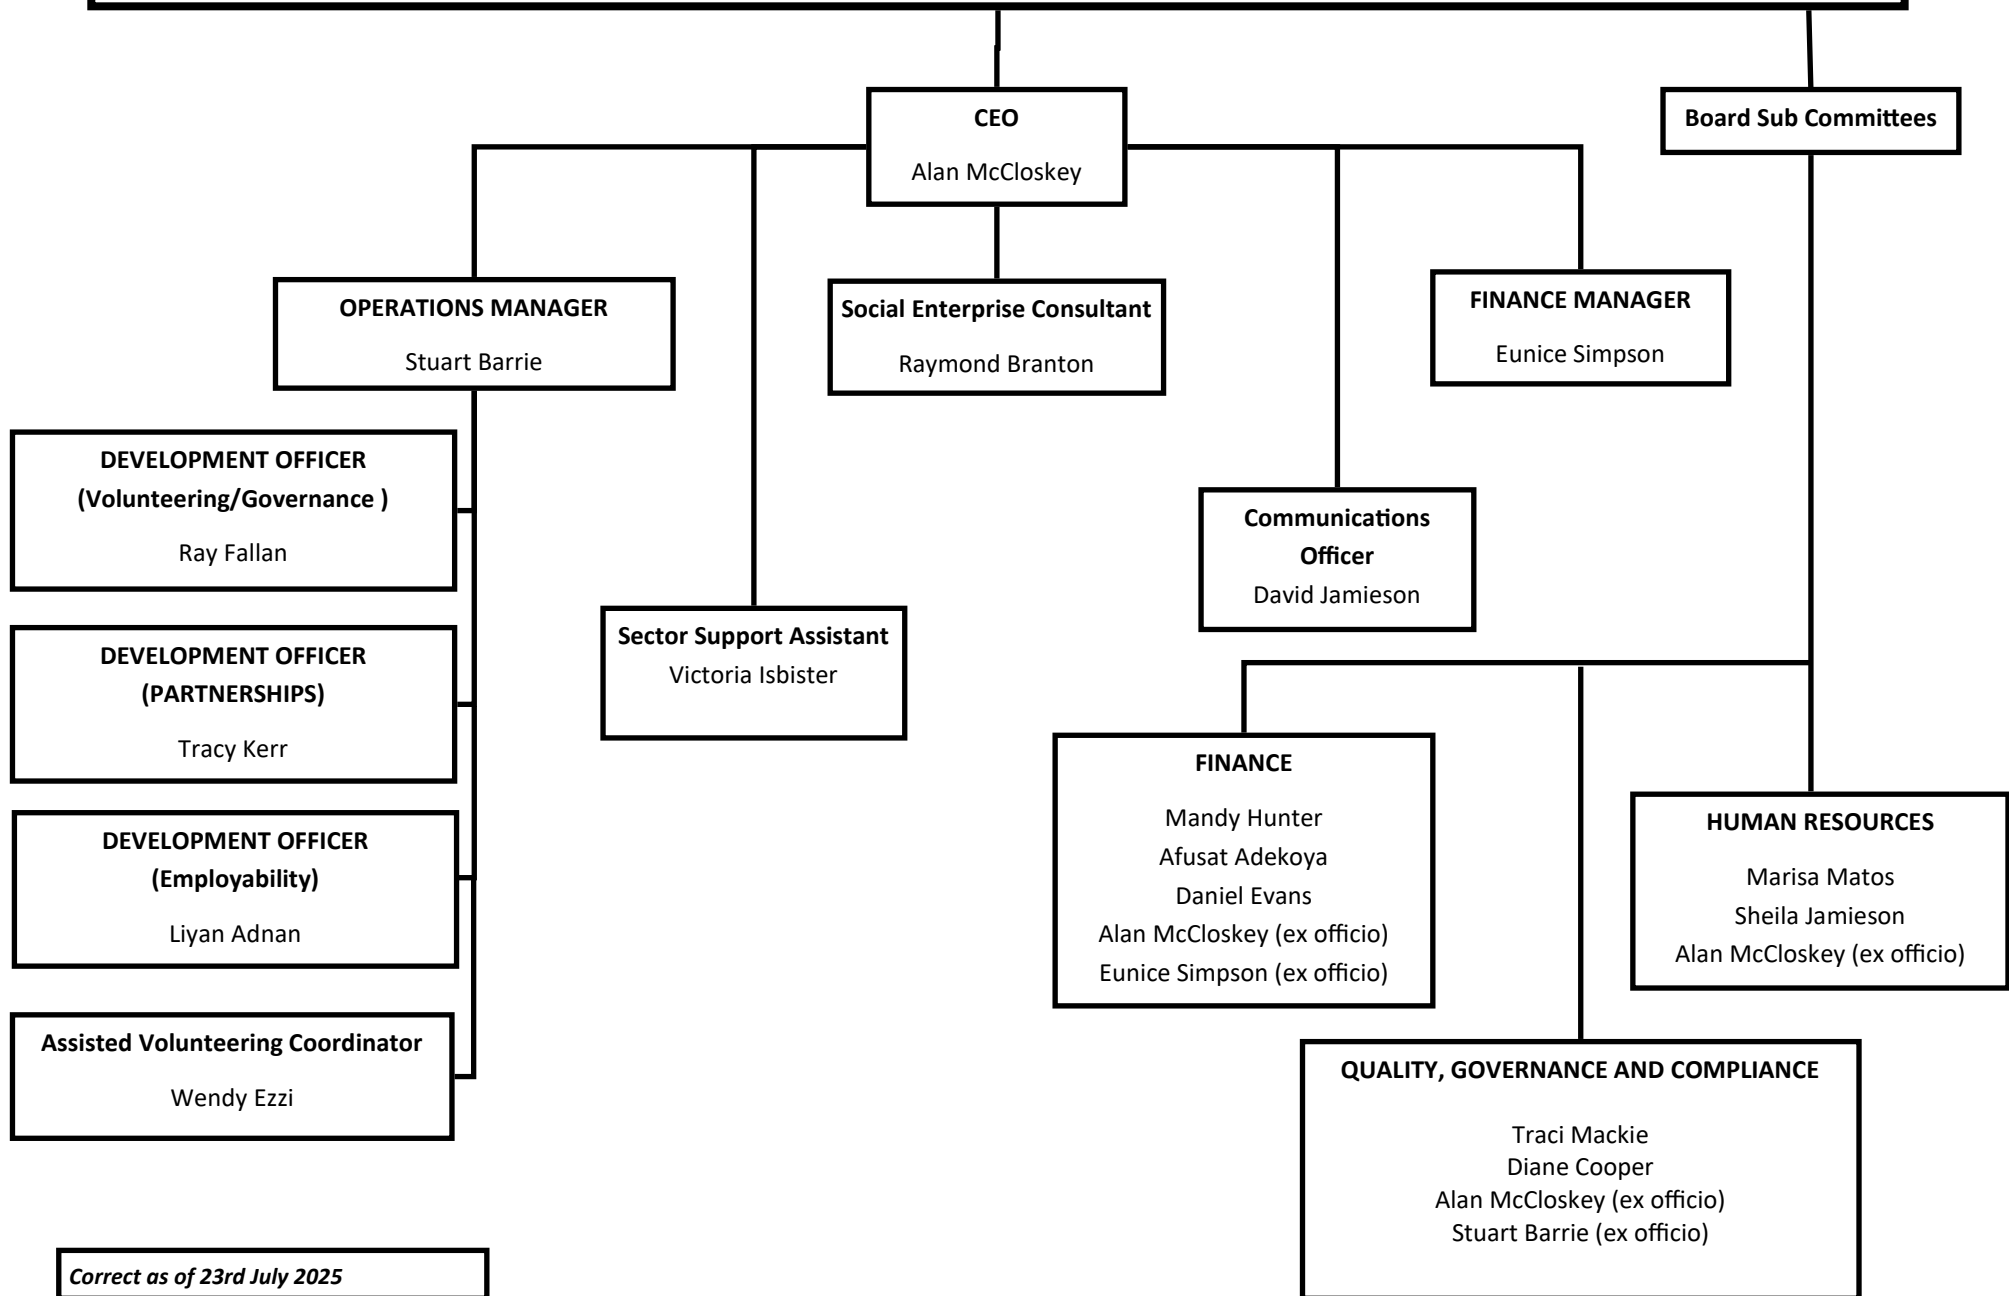 CEO
Alan McCloskey
Board Sub Committees
OPERATIONS MANAGER
Stuart Barrie
Social Enterprise Consultant
Raymond Branton
FINANCE MANAGER
Eunice Simpson
DEVELOPMENT OFFICER
(Volunteering/Governance )
Ray Fallan
Communications
Officer
David Jamieson
Sector Support Assistant
Victoria Isbister
DEVELOPMENT OFFICER
(PARTNERSHIPS)
Tracy Kerr
FINANCE
Mandy Hunter
Afusat Adekoya
Daniel Evans
Alan McCloskey (ex officio)
Eunice Simpson (ex officio)
HUMAN RESOURCES
Marisa Matos
Sheila Jamieson
Alan McCloskey (ex officio)
DEVELOPMENT OFFICER
(Employability)
Liyan Adnan
Assisted Volunteering Coordinator
Wendy Ezzi
QUALITY, GOVERNANCE AND COMPLIANCE
Traci Mackie
Diane Cooper
Alan McCloskey (ex officio)
Stuart Barrie (ex officio)
Correct as of 23rd July 2025